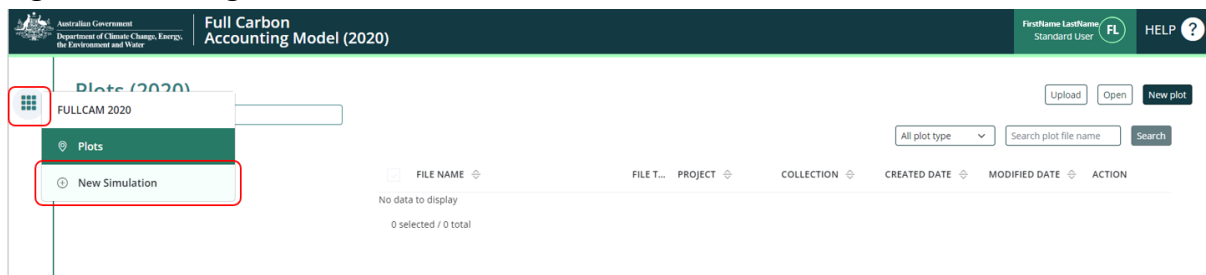 Australian Government
Department of Climate Change, Energy,
the Environment and Water
Full Carbon
Accounting Model (2020)
FirstName LastName
Standard User
FL
HELP ?
Plots (2020)
Upload
Open
New plot
FULLCAM 2020
Plots
New Simulation
All plot type
Search plot file name
Search
FILE NAME FILE T... PROJECT COLLECTION CREATED DATE MODIFIED DATE ACTION
No data to display
0 selected / 0 total